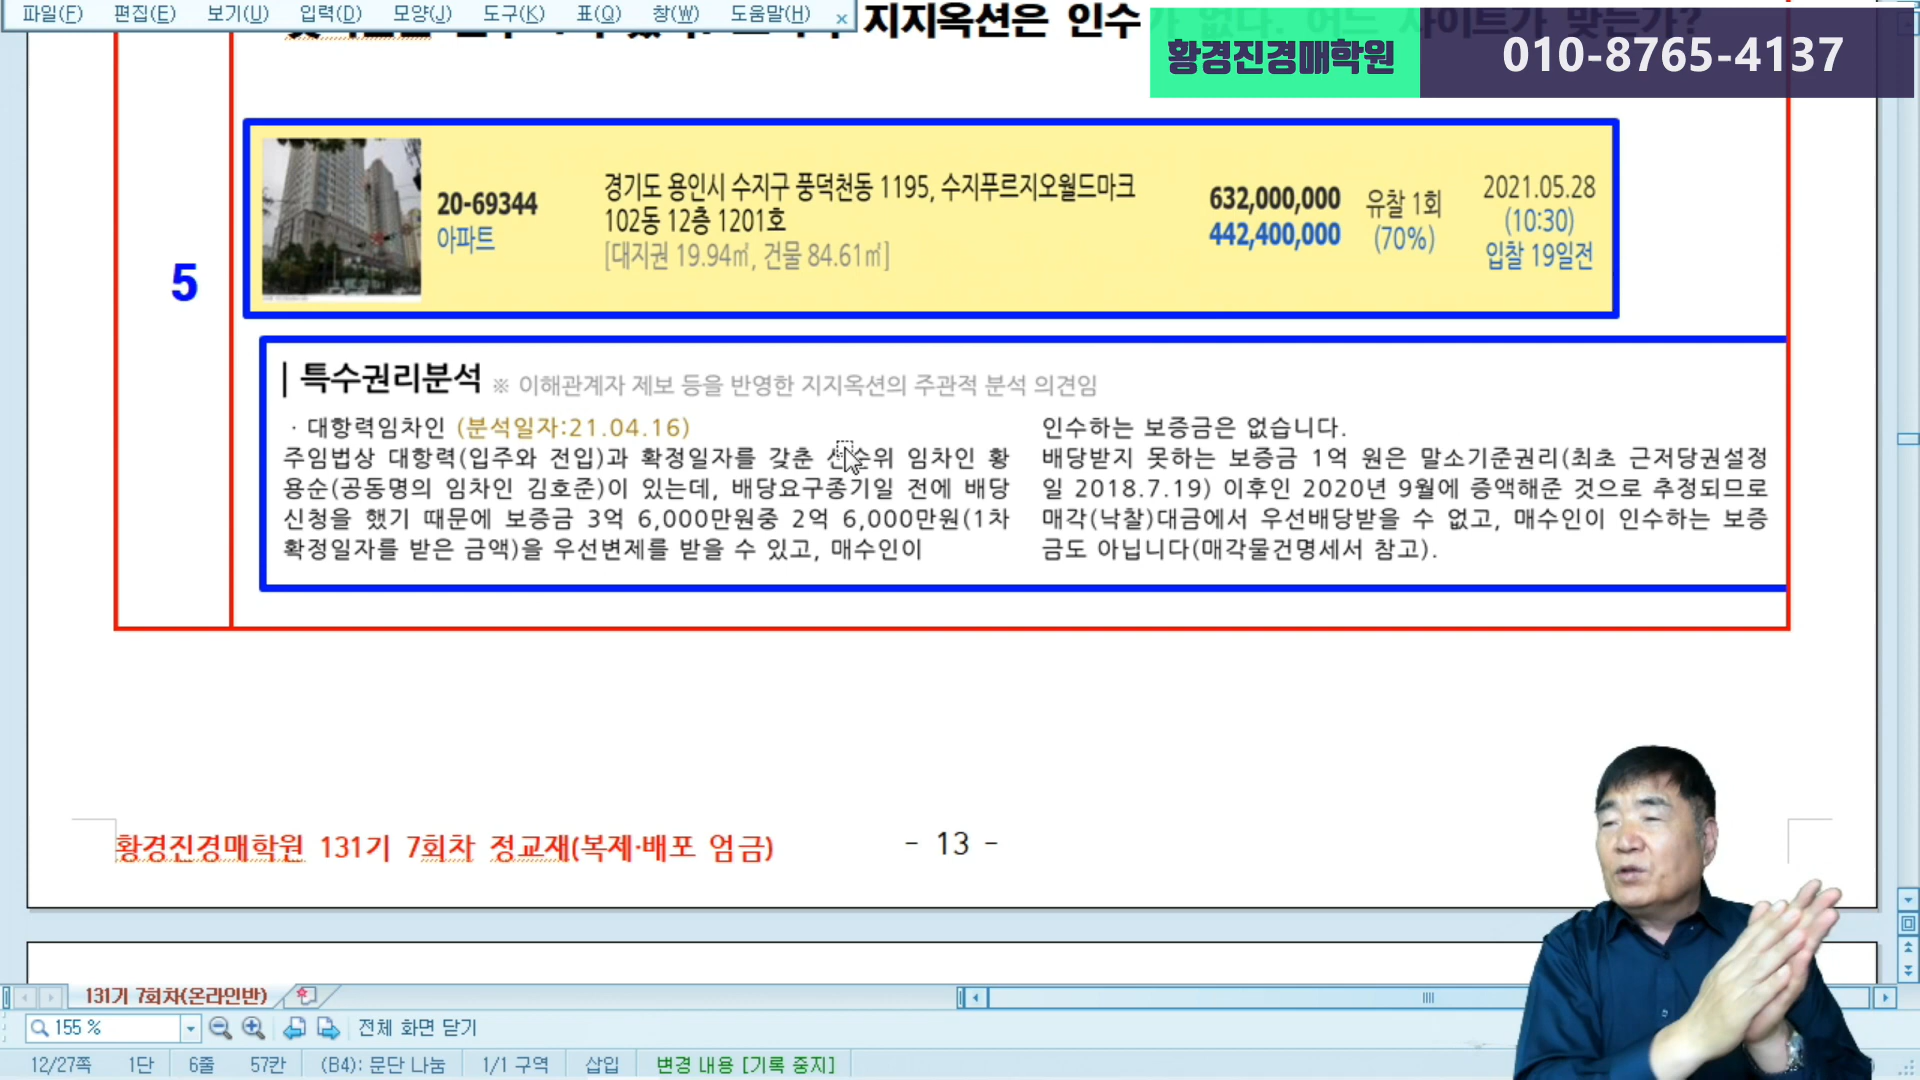 파일(F) 편집(E) 보기(U) 입력(D) 모양(J) 도구(K) 표(Q) 창(W) 도움말(H) x
지지옥션은 인수가 없다. 어느 사이트가 맞는가?
황경진경매학원 010-8765-4137
5
20-69344
아파트
경기도 용인시 수지구 풍덕천동 1195, 수지푸르지오월드마크
102동 12층 1201호
[대지권 19.94㎡, 건물 84.61㎡]
632,000,000
442,400,000
유찰 1회
(70%)
2021.05.28
(10:30)
입찰 19일전
| 특수권리분석 ※ 이해관계자 제보 등을 반영한 지지옥션의 주관적 분석 의견임
· 대항력임차인 (분석일자:21.04.16)
주임법상 대항력(입주와 전입)과 확정일자를 갖춘 선순위 임차인 황
용순(공동명의 임차인 김호준)이 있는데, 배당요구종기일 전에 배당
신청을 했기 때문에 보증금 3억 6,000만원중 2억 6,000만원(1차
확정일자를 받은 금액)을 우선변제를 받을 수 있고, 매수인이
인수하는 보증금은 없습니다.
배당받지 못하는 보증금 1억 원은 말소기준권리(최초 근저당권설정
일 2018.7.19) 이후인 2020년 9월에 증액해준 것으로 추정되므로
매각(낙찰)대금에서 우선배당받을 수 없고, 매수인이 인수하는 보증
금도 아닙니다(매각물건명세서 참고).
황경진경매학원 131기 7회차 정교재(복제·배포 엄금)
- 13 -
131기 7회차(온라인반)
155 % 전체 화면 닫기
12/27쪽 1단 6줄 57칸 (B4): 문단 나눔 1/1 구역 삽입 변경 내용 [기록 중지]